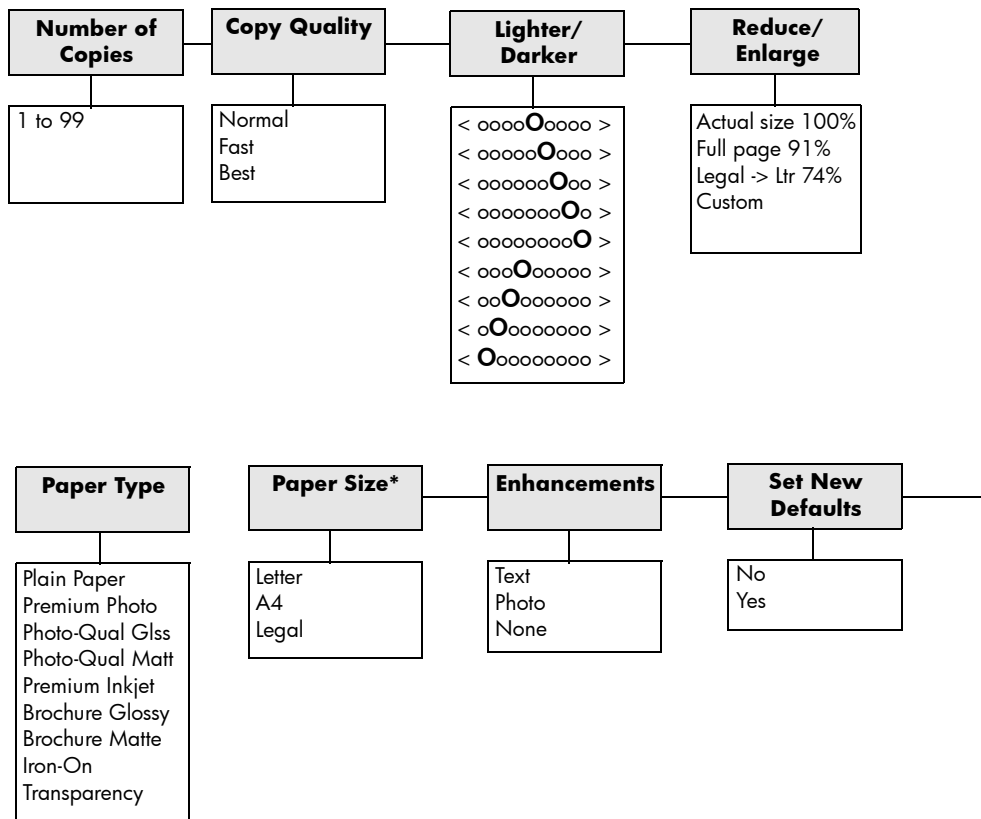 Number of
Copies
1 to 99
Copy Quality
Normal
Fast
Best
Lighter/
Darker
< ooooOoooo >
< oooooOooo >
< ooooooOoo >
< oooooooOo >
< ooooooooO >
< oooOooooo >
< ooOoooooo >
< oOooooooo >
< Ooooooooo >
Reduce/
Enlarge
Actual size 100%
Full page 91%
Legal -> Ltr 74%
Custom
Paper Type
Plain Paper
Premium Photo
Photo-Qual Glss
Photo-Qual Matt
Premium Inkjet
Brochure Glossy
Brochure Matte
Iron-On
Transparency
Paper Size*
Letter
A4
Legal
Enhancements
Text
Photo
None
Set New
Defaults
No
Yes